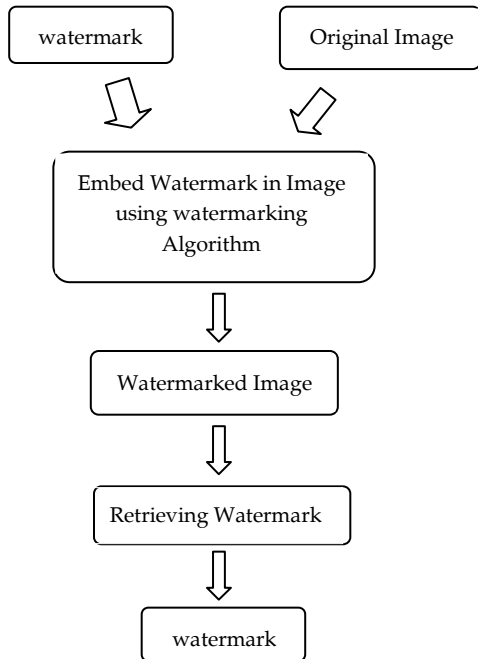 watermark
Original Image
Embed Watermark in Image
using watermarking
Algorithm
Watermarked Image
Retrieving Watermark
watermark